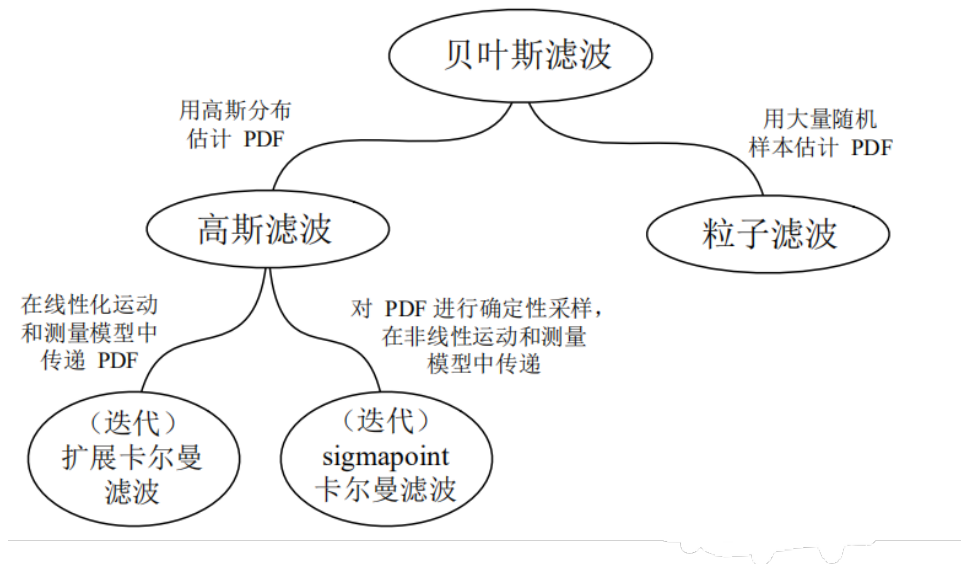 贝叶斯滤波
用高斯分布
估计 PDF
用大量随机
样本估计 PDF
高斯滤波
粒子滤波
在线性化运动
和测量模型中
传递 PDF
对 PDF 进行确定性采样，
在非线性运动和测量
模型中传递
（迭代）
扩展卡尔曼
滤波
（迭代）
sigmapoint
卡尔曼滤波